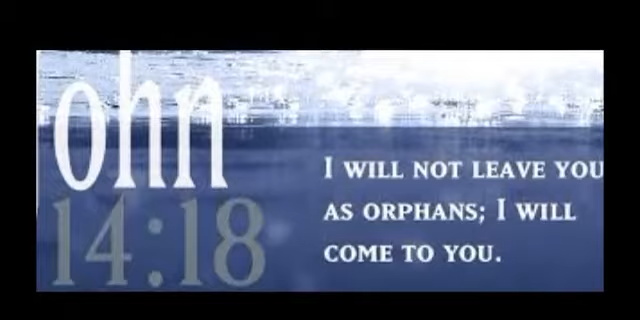 ohn
14:18
I WILL NOT LEAVE YOU
AS ORPHANS; I WILL
COME TO YOU.